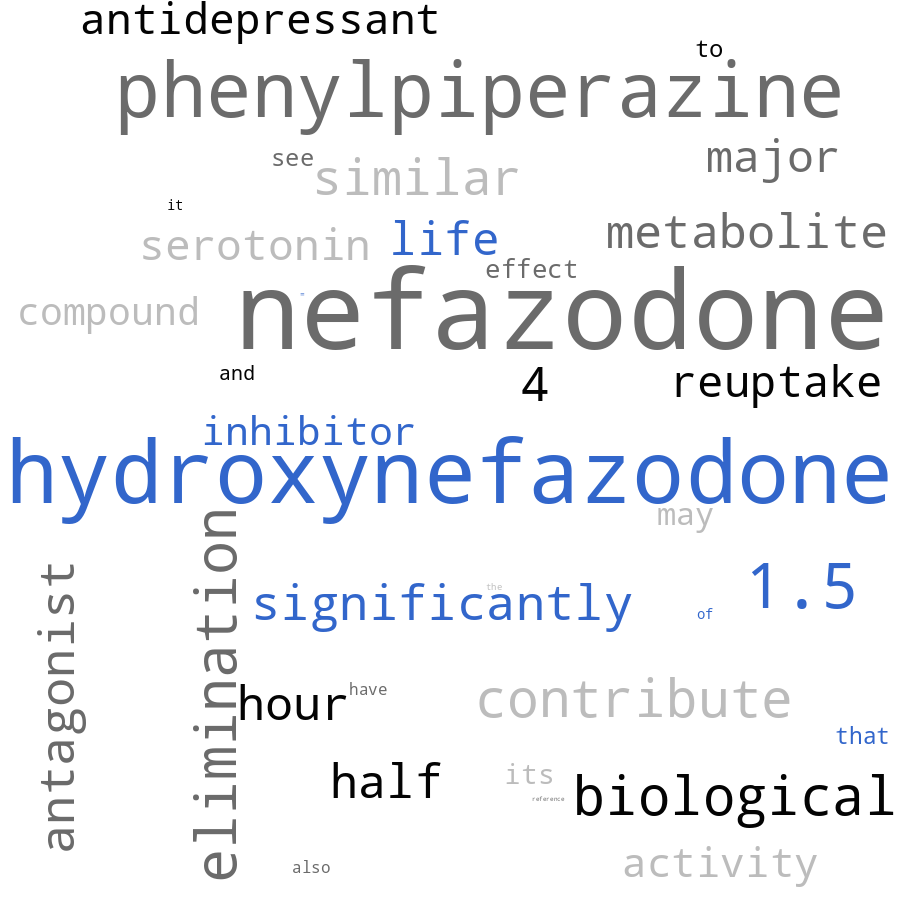 antidepressant
to
phenylpiperazine
major
see
similar
it
metabolite
serotonin
life
effect
nefazodone
compound
-
and
4
reuptake
inhibitor
hydroxynefazodone
may
elimination
antagonist
significantly
the
1.5
of
hour
have
contribute
that
half
its
reference
biological
also
activity